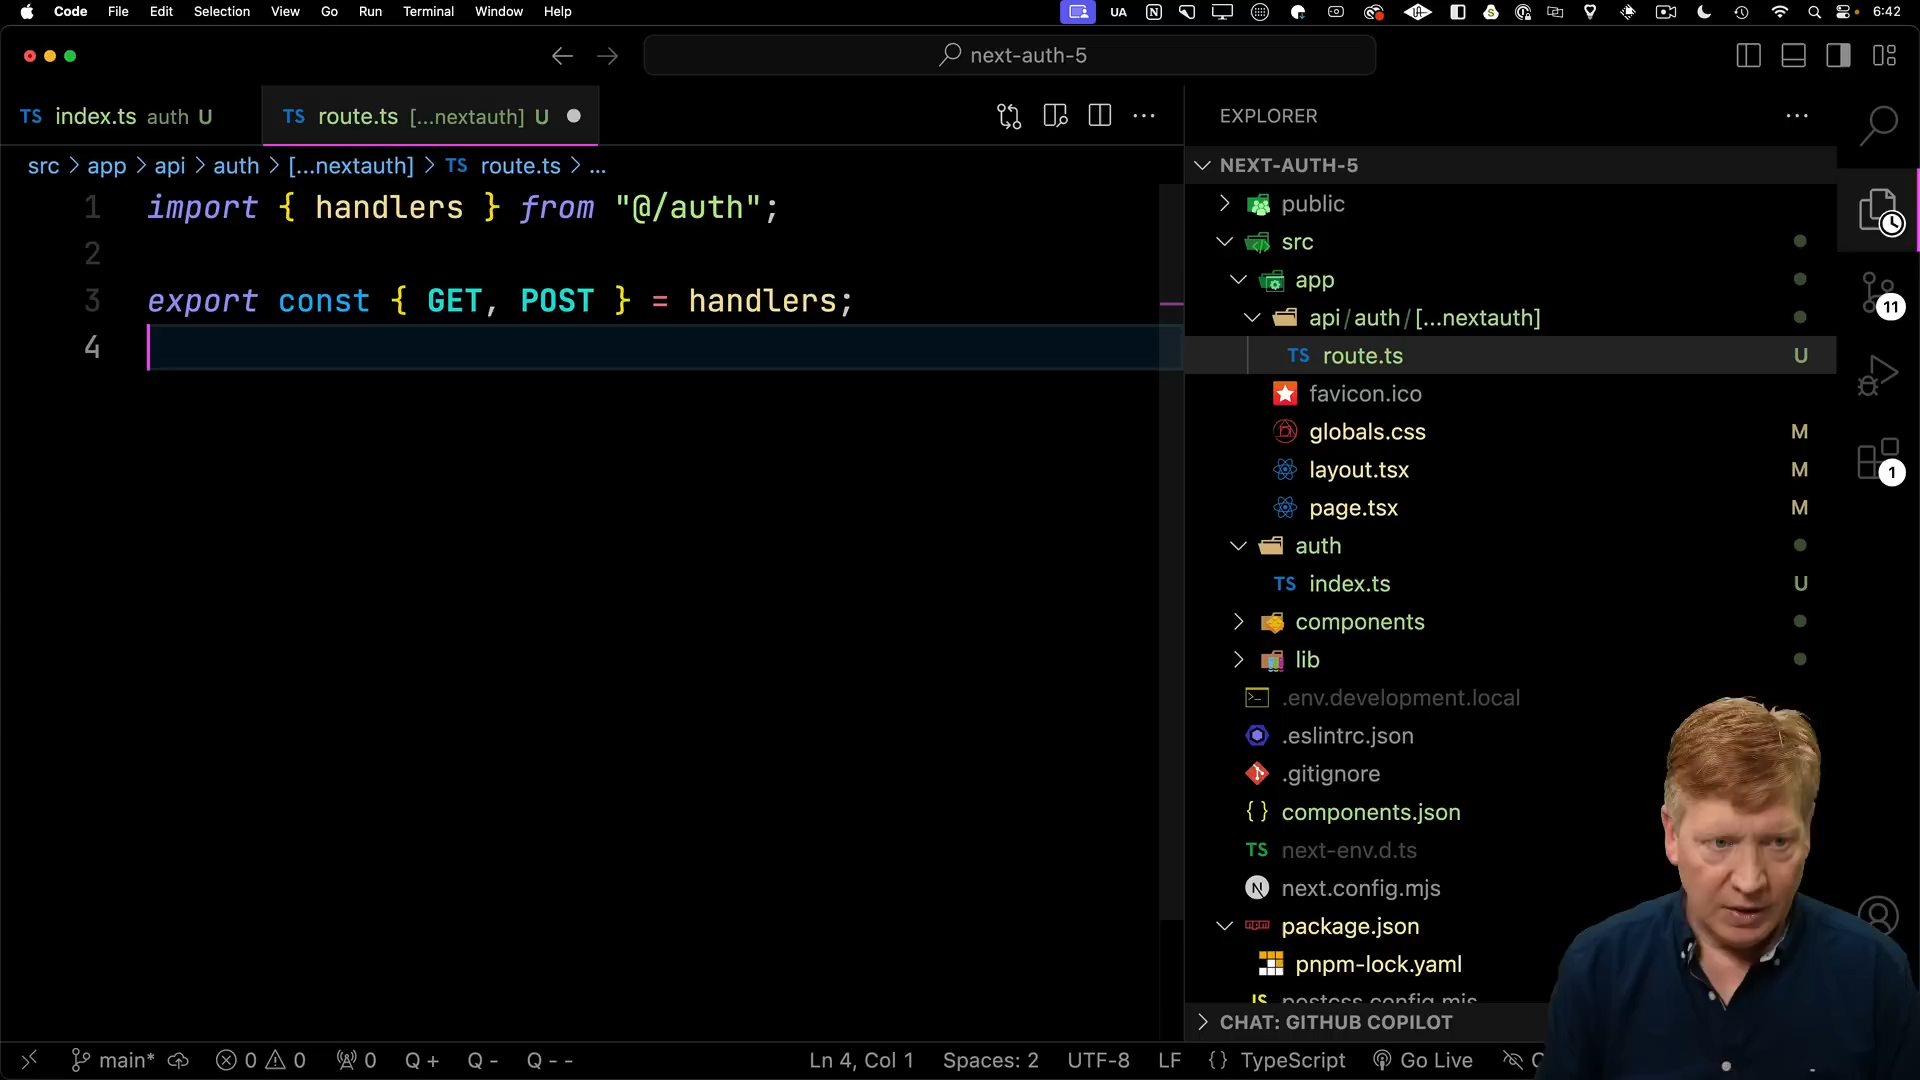 Code File Edit Selection View Go Run Terminal Window Help UA 6:42
next-auth-5
TS index.ts auth U TS route.ts [...nextauth] U
src > app > api > auth > [...nextauth] > TS route.ts > ...
1 import { handlers } from "@/auth";
2
3 export const { GET, POST } = handlers;
4
EXPLORER
NEXT-AUTH-5
public
src
app
api/auth/[...nextauth]
TS route.ts U
favicon.ico
globals.css M
layout.tsx M
page.tsx M
auth
TS index.ts U
components
lib
.env.development.local
.eslintrc.json
.gitignore
{ } components.json
TS next-env.d.ts
N next.config.mjs
package.json
pnpm-lock.yaml
JS postcss.config.mjs
CHAT: GITHUB COPILOT
11
1
main* 0 0 0 Q + Q - Q - - Ln 4, Col 1 Spaces: 2 UTF-8 LF { } TypeScript Go Live